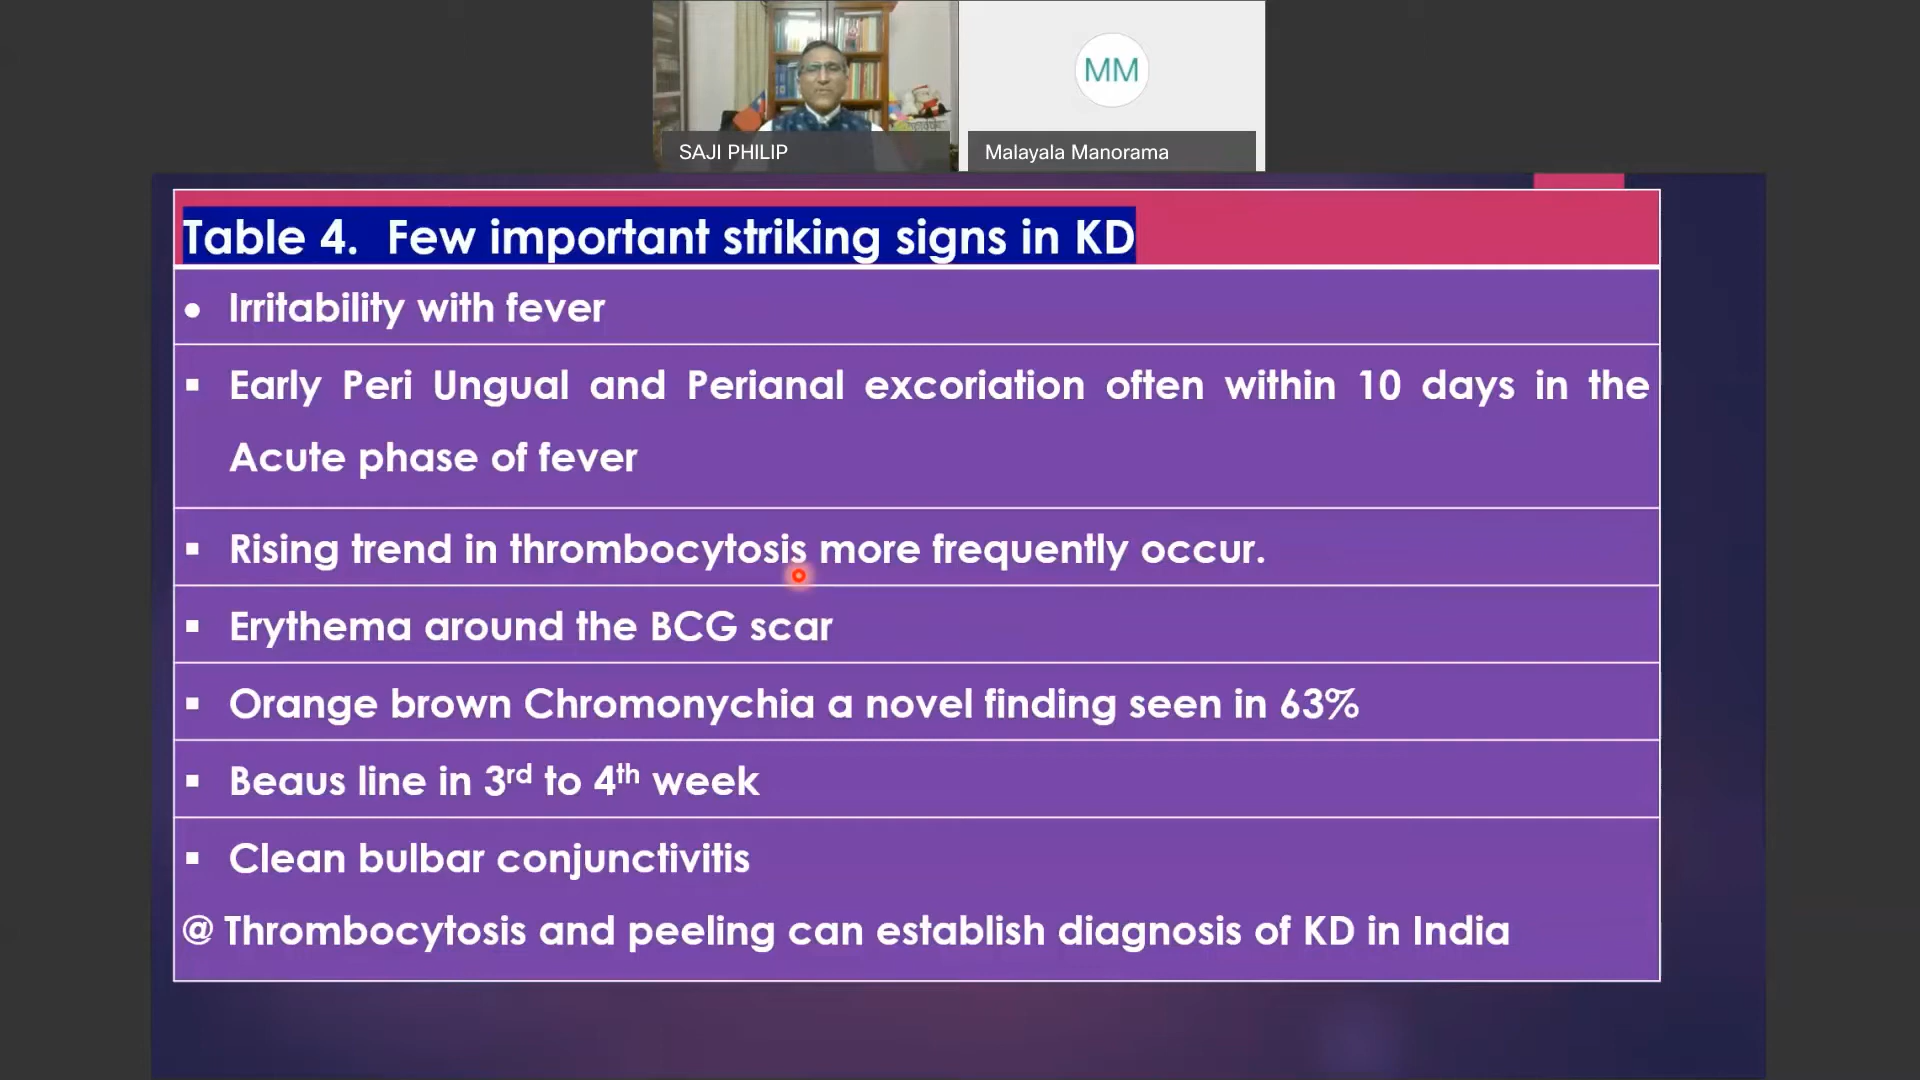 MM
SAJI PHILIP
Malayala Manorama
Table 4. Few important striking signs in KD
• Irritability with fever
▪ Early Peri Ungual and Perianal excoriation often within 10 days in the
Acute phase of fever
▪ Rising trend in thrombocytosis more frequently occur.
▪ Erythema around the BCG scar
▪ Orange brown Chromonychia a novel finding seen in 63%
▪ Beaus line in 3rd to 4th week
▪ Clean bulbar conjunctivitis
@ Thrombocytosis and peeling can establish diagnosis of KD in India